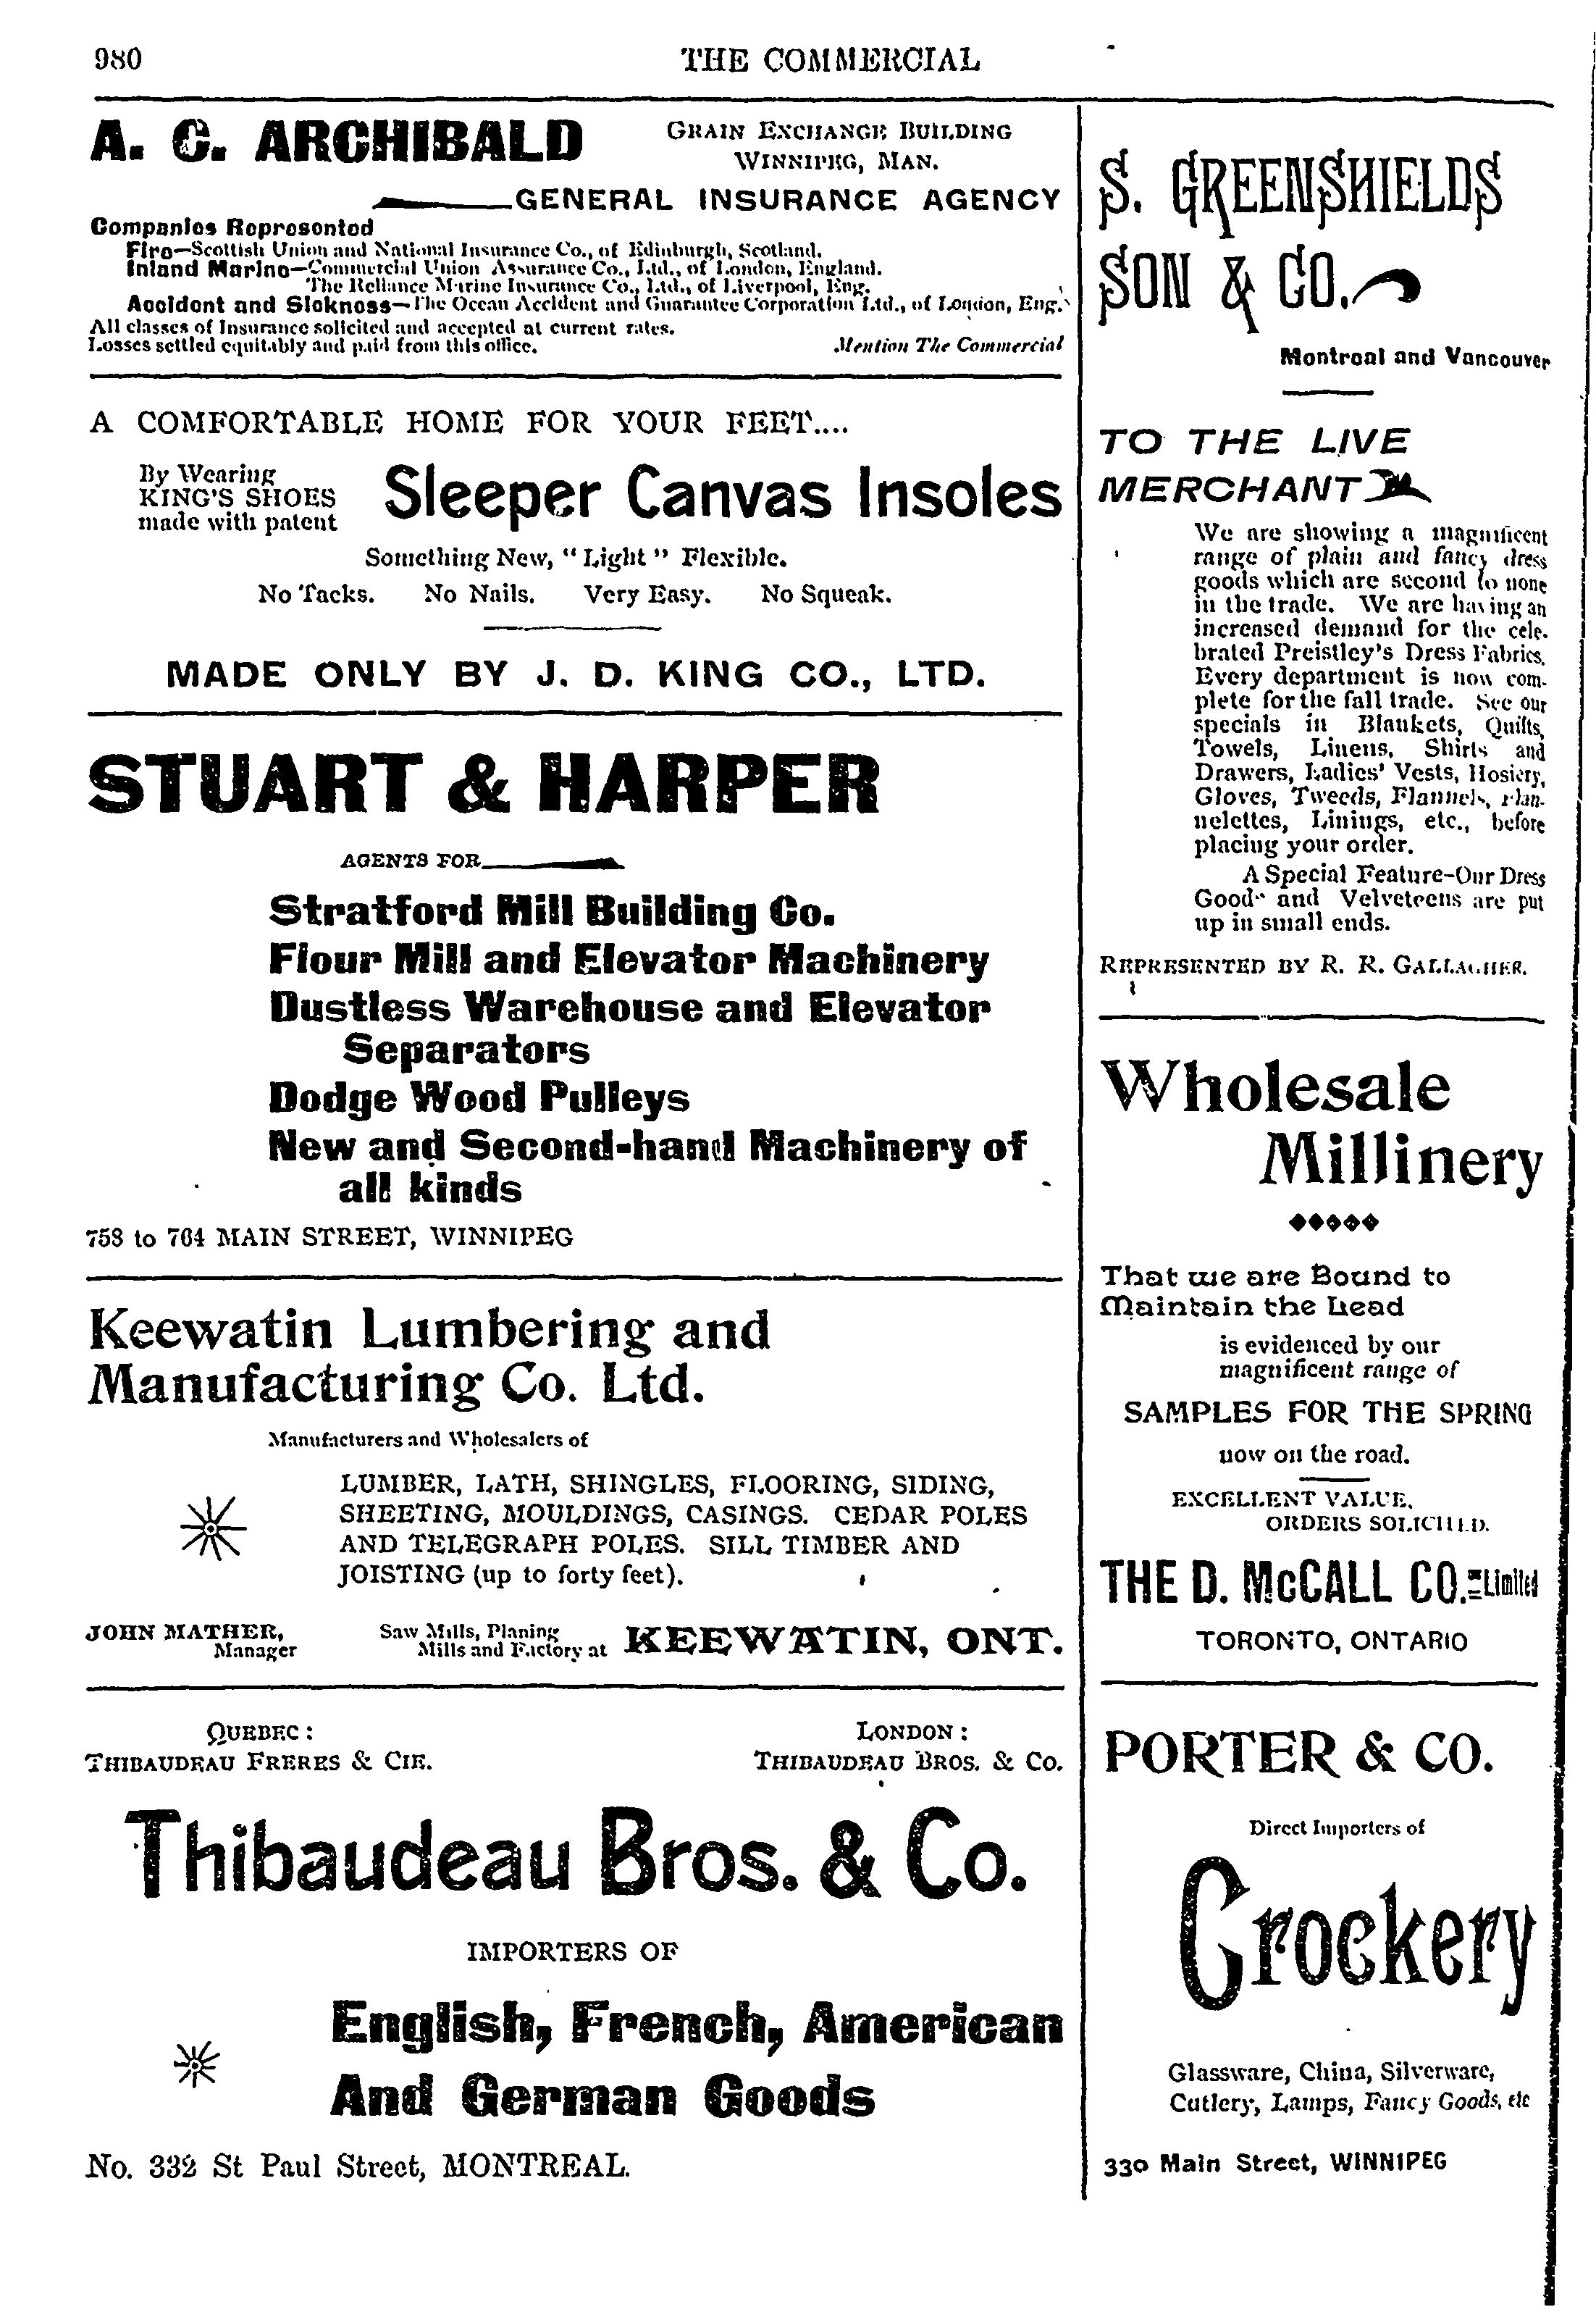 980
THE COMMERCIAL
A. C. ARCHIBALD
GRAIN EXCHANGE BUILDING
WINNIPEG, MAN.
GENERAL INSURANCE AGENCY
Companies Represented
Fire—Scottish Union and National Insurance Co., of Edinburgh, Scotland.
Inland Marine—Commercial Union Assurance Co., Ltd., of London, England.
The Reliance Marine Insurance Co., Ltd., of Liverpool, Eng.
Accident and Sickness—The Ocean Accident and Guarantee Corporation Ltd., of London, Eng.
All classes of Insurance solicited and accepted at current rates.
Losses settled equitably and paid from this office.
Mention The Commercial
A COMFORTABLE HOME FOR YOUR FEET....
By Wearing
KING'S SHOES
made with patent
Sleeper Canvas Insoles
Something New, "Light" Flexible.
No Tacks. No Nails. Very Easy. No Squeak.
MADE ONLY BY J. D. KING CO., LTD.
STUART & HARPER
AGENTS FOR
Stratford Mill Building Co.
Flour Mill and Elevator Machinery
Dustless Warehouse and Elevator
Separators
Dodge Wood Pulleys
New and Second-hand Machinery of
all kinds
758 to 764 MAIN STREET, WINNIPEG
Keewatin Lumbering and
Manufacturing Co. Ltd.
Manufacturers and Wholesalers of
LUMBER, LATH, SHINGLES, FLOORING, SIDING,
SHEETING, MOULDINGS, CASINGS. CEDAR POLES
AND TELEGRAPH POLES. SILL TIMBER AND
JOISTING (up to forty feet).
JOHN MATHER,
Manager
Saw Mills, Planing
Mills and Factory at
KEEWATIN, ONT.
QUEBEC:
THIBAUDEAU FRERES & CIE.
LONDON:
THIBAUDEAU BROS. & CO.
Thibaudeau Bros. & Co.
IMPORTERS OF
English, French, American
And German Goods
No. 332 St Paul Street, MONTREAL.
S. GREENSHIELDS
SON & CO.
Montreal and Vancouver
TO THE LIVE
MERCHANT
We are showing a magnificent
range of plain and fancy dress
goods which are second to none
in the trade. We are having an
increased demand for the cele-
brated Preistley's Dress Fabrics.
Every department is now com-
plete for the fall trade. See our
specials in Blankets, Quilts,
Towels, Linens, Shirts and
Drawers, Ladies' Vests, Hosiery,
Gloves, Tweeds, Flannels, Flan-
nelettes, Linings, etc., before
placing your order.
A Special Feature-Our Dress
Goods and Velveteens are put
up in small ends.
REPRESENTED BY R. R. GALLAGHER.
Wholesale
Millinery
That we are Bound to
Maintain the Lead
is evidenced by our
magnificent range of
SAMPLES FOR THE SPRING
now on the road.
EXCELLENT VALUE.
ORDERS SOLICITED.
THE D. McCALL CO. Limited
TORONTO, ONTARIO
PORTER & CO.
Direct Importers of
Crockery
Glassware, China, Silverware,
Cutlery, Lamps, Fancy Goods, etc
330 Main Street, WINNIPEG